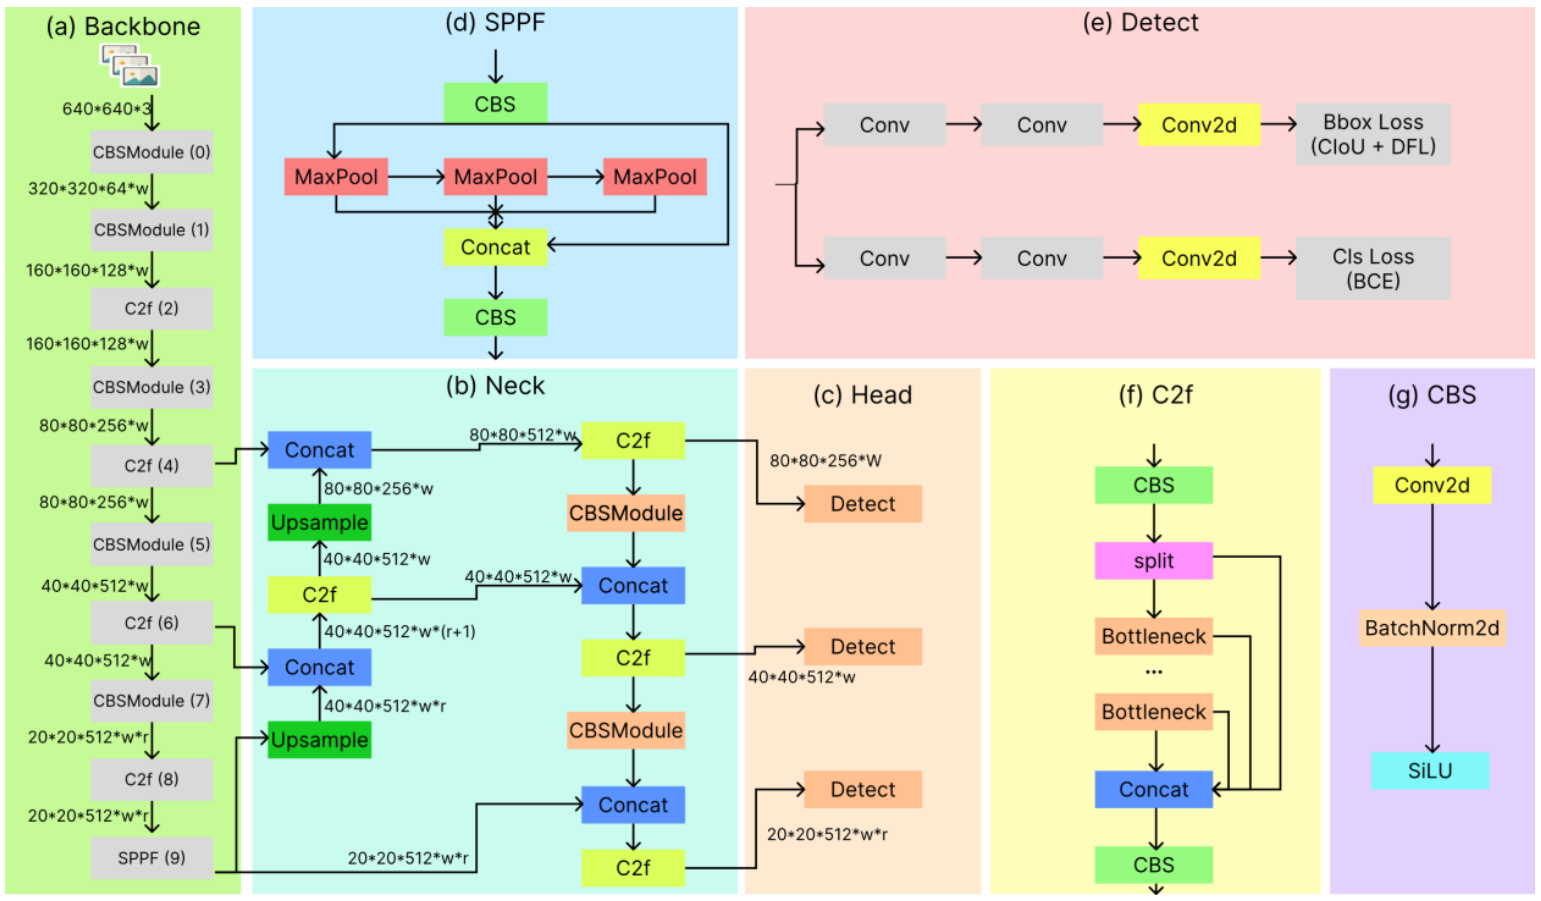 (a) Backbone
640*640*3
CBSModule (0)
320*320*64*w
CBSModule (1)
160*160*128*w
C2f (2)
160*160*128*w
CBSModule (3)
80*80*256*w
C2f (4)
80*80*256*w
CBSModule (5)
40*40*512*w
C2f (6)
40*40*512*w
CBSModule (7)
20*20*512*w*r
C2f (8)
20*20*512*w*r
SPPF (9)
(d) SPPF
CBS
MaxPool
MaxPool
MaxPool
Concat
CBS
(e) Detect
Conv
Conv
Conv2d
Bbox Loss
(CIoU + DFL)
Conv
Conv
Conv2d
Cls Loss
(BCE)
(b) Neck
Concat
80*80*512*w
C2f
80*80*256*w
Upsample
CBSModule
40*40*512*w
C2f
40*40*512*w
Concat
40*40*512*w*(r+1)
Concat
C2f
40*40*512*w*r
Upsample
CBSModule
Concat
20*20*512*w*r
C2f
(c) Head
80*80*256*W
Detect
Detect
40*40*512*w
Detect
20*20*512*w*r
(f) C2f
CBS
split
Bottleneck
...
Bottleneck
Concat
CBS
(g) CBS
Conv2d
BatchNorm2d
SiLU